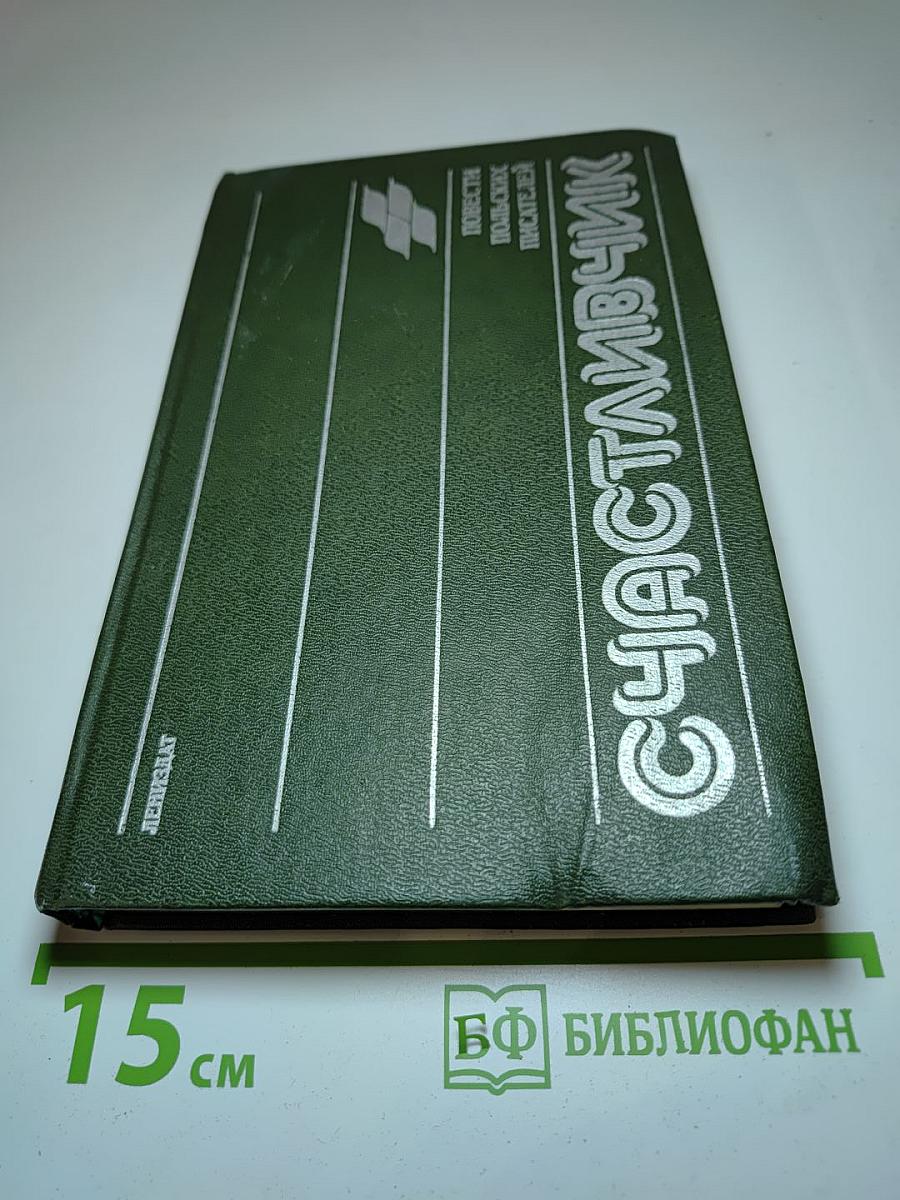 ПОВЕСТИ
ПОЛЬСКИХ
ПИСАТЕЛЕЙ
СЧАСТЛИВЧИК
ЛЕНИЗДАТ
15 см
БФ БИБЛИОФАН